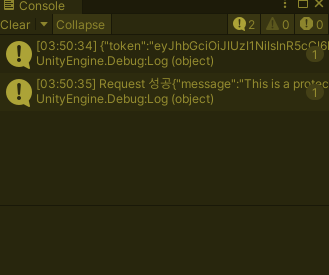 Console
Clear Collapse 2 0 0
[03:50:34] {"token":"eyJhbGciOiJIUzI1NiIsInR5cCI6I
UnityEngine.Debug:Log (object)
1
[03:50:35] Request 성공{"message":"This is a protec
UnityEngine.Debug:Log (object)
1